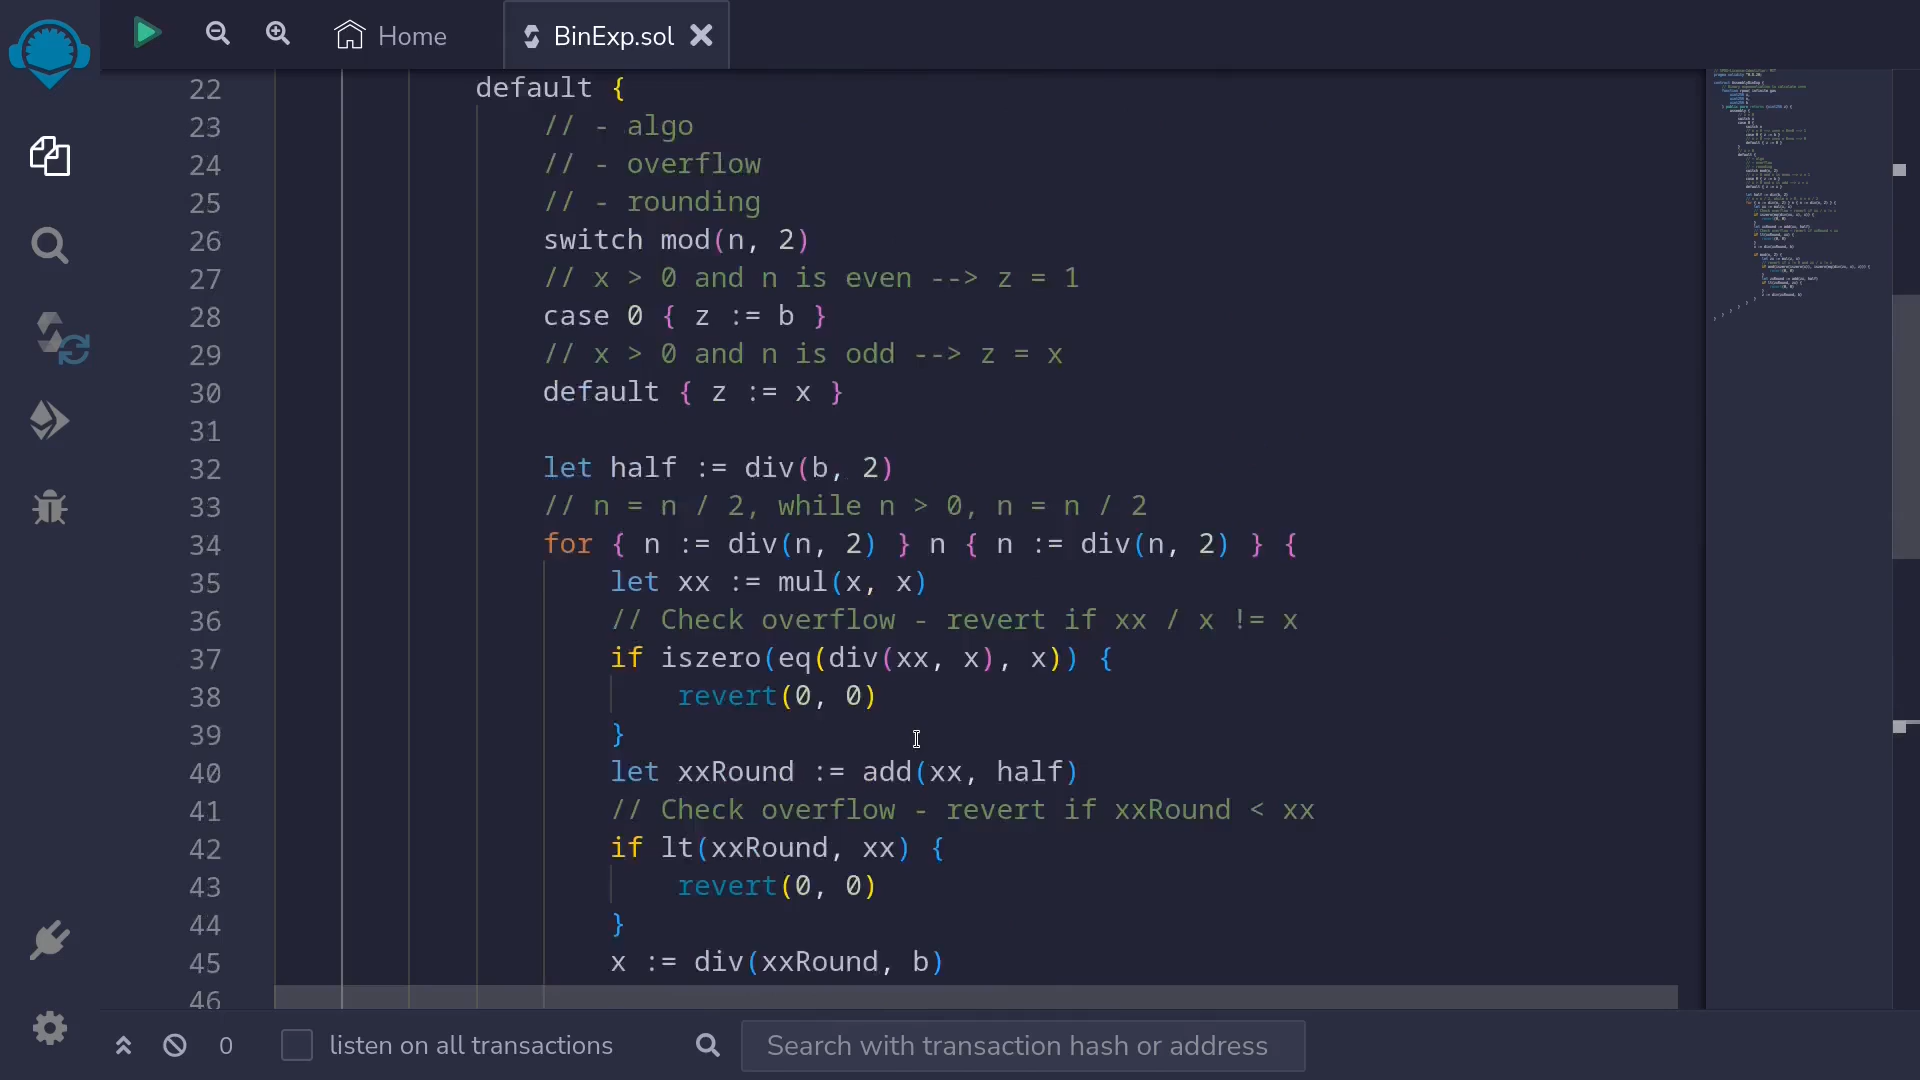 Home
BinExp.sol
22 default {
23 // - algo
24 // - overflow
25 // - rounding
26 switch mod(n, 2)
27 // x > 0 and n is even --> z = 1
28 case 0 { z := b }
29 // x > 0 and n is odd --> z = x
30 default { z := x }
31
32 let half := div(b, 2)
33 // n = n / 2, while n > 0, n = n / 2
34 for { n := div(n, 2) } n { n := div(n, 2) } {
35 let xx := mul(x, x)
36 // Check overflow - revert if xx / x != x
37 if iszero(eq(div(xx, x), x)) {
38 revert(0, 0)
39 }
40 let xxRound := add(xx, half)
41 // Check overflow - revert if xxRound < xx
42 if lt(xxRound, xx) {
43 revert(0, 0)
44 }
45 x := div(xxRound, b)
46
0 listen on all transactions Search with transaction hash or address